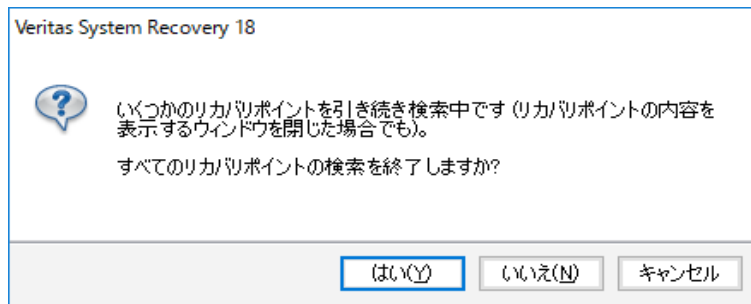 Veritas System Recovery 18
いくつかのリカバリポイントを引き続き検索中です (リカバリポイントの内容を
表示するウィンドウを閉じた場合でも)。
すべてのリカバリポイントの検索を終了しますか?
はい(Y)
いいえ(N)
キャンセル